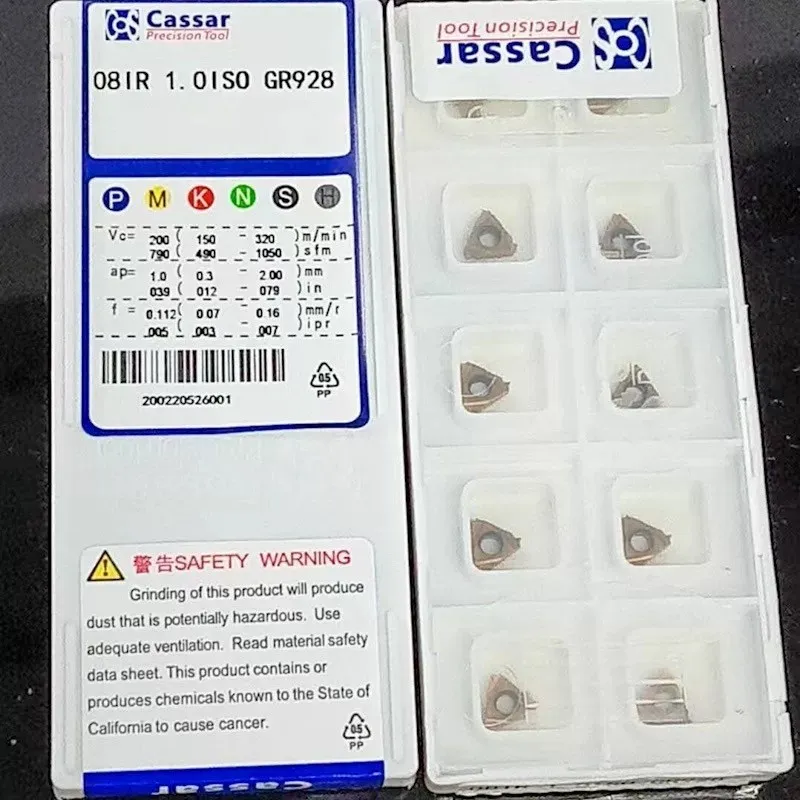 COS Cassar
Precision Tool
08IR 1.0ISO GR928
P M K N S H
Vc= 200 ( 150 - 320 )m/min
790 ( 490 - 1050 )sfm
ap= 1.0 ( 0.3 - 2.00 )mm
039 ( 012 - 079 )in
f = 0.112( 0.07 - 0.16 )mm/r
.005 ( .003 - .007 )ipr
200220526001
05
PP
警告SAFETY WARNING
Grinding of this product will produce
dust that is potentially hazardous. Use
adequate ventilation. Read material safety
data sheet. This product contains or
produces chemicals known to the State of
California to cause cancer.
05
PP
Cassar
COS Cassar
Precision Tool